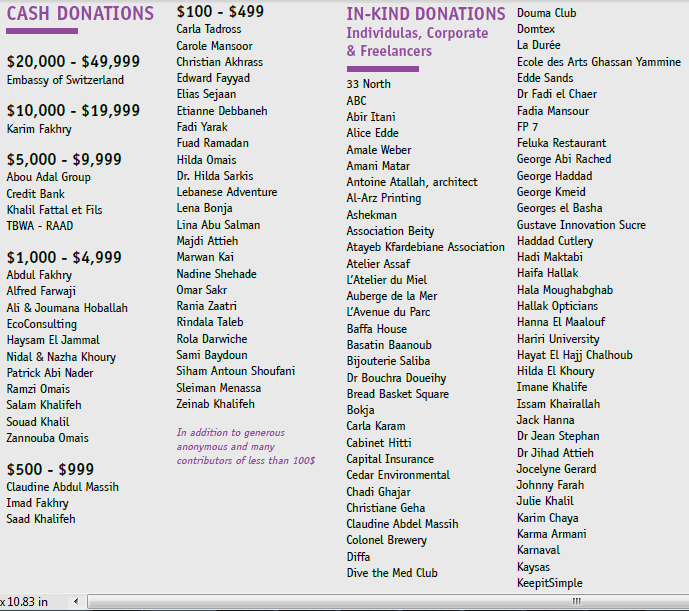 CASH DONATIONS
$20,000 - $49,999
Embassy of Switzerland
$10,000 - $19,999
Karim Fakhry
$5,000 - $9,999
Abou Adal Group
Credit Bank
Khalil Fattal et Fils
TBWA - RAAD
$1,000 - $4,999
Abdul Fakhry
Alfred Farwaji
Ali & Joumana Hoballah
EcoConsulting
Haysam El Jammal
Nidal & Nazha Khoury
Patrick Abi Nader
Ramzi Omais
Salam Khalifeh
Souad Khalil
Zannouba Omais
$500 - $999
Claudine Abdul Massih
Imad Fakhry
Saad Khalifeh
$100 - $499
Carla Tadross
Carole Mansoor
Christian Akhrass
Edward Fayyad
Elias Sejaan
Etianne Debbaneh
Fadi Yarak
Fuad Ramadan
Hilda Omais
Dr. Hilda Sarkis
Lebanese Adventure
Lena Bonja
Lina Abu Salman
Majdi Attieh
Marwan Kai
Nadine Shehade
Omar Sakr
Rania Zaatri
Rindala Taleb
Rola Darwiche
Sami Baydoun
Siham Antoun Shoufani
Sleiman Menassa
Zeinab Khalifeh
In addition to generous
anonymous and many
contributors of less than 100$
IN-KIND DONATIONS
Individulas, Corporate
& Freelancers
33 North
ABC
Abir Itani
Alice Edde
Amale Weber
Amani Matar
Antoine Atallah, architect
Al-Arz Printing
Ashekman
Association Beity
Atayeb Kfardebiane Association
Atelier Assaf
L'Atelier du Miel
Auberge de la Mer
L'Avenue du Parc
Baffa House
Basatin Baanoub
Bijouterie Saliba
Dr Bouchra Doueihy
Bread Basket Square
Bokja
Carla Karam
Cabinet Hitti
Capital Insurance
Cedar Environmental
Chadi Ghajar
Christiane Geha
Claudine Abdel Massih
Colonel Brewery
Diffa
Dive the Med Club
Douma Club
Domtex
La Durée
Ecole des Arts Ghassan Yammine
Edde Sands
Dr Fadi el Chaer
Fadia Mansour
FP 7
Feluka Restaurant
George Abi Rached
George Haddad
George Kmeid
Georges el Basha
Gustave Innovation Sucre
Haddad Cutlery
Hadi Maktabi
Haifa Hallak
Hala Moughabghab
Hallak Opticians
Hanna El Maalouf
Hariri University
Hayat El Hajj Chalhoub
Hilda El Khoury
Imane Khalife
Issam Khairallah
Jack Hanna
Dr Jean Stephan
Dr Jihad Attieh
Jocelyne Gerard
Johnny Farah
Julie Khalil
Karim Chaya
Karma Armani
Karnaval
Kaysas
KeepitSimple
x 10.83 in